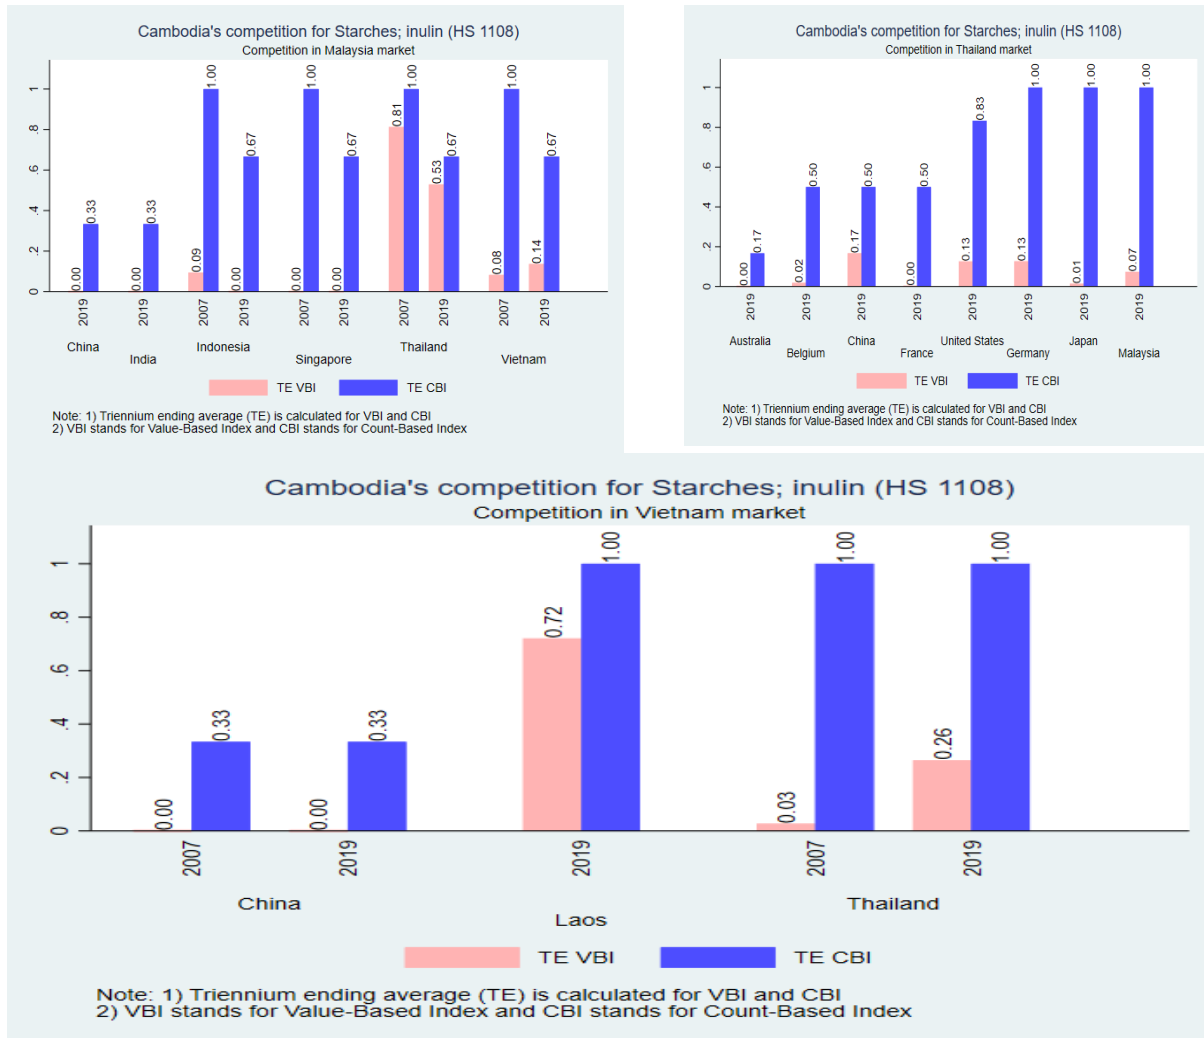 Cambodia's competition for Starches; inulin (HS 1108)
Competition in Malaysia market
0 .2 .4 .6 .8 1
0.00 0.33 0.00 0.33 0.09 1.00 0.00 0.67 0.00 1.00 0.00 0.67 0.81 1.00 0.53 0.67 0.08 1.00 0.14 0.67
2019 2019 2007 2019 2007 2019 2007 2019 2007 2019
China India Indonesia Singapore Thailand Vietnam
TE VBI TE CBI
Note: 1) Triennium ending average (TE) is calculated for VBI and CBI
2) VBI stands for Value-Based Index and CBI stands for Count-Based Index
Cambodia's competition for Starches; inulin (HS 1108)
Competition in Thailand market
0 .2 .4 .6 .8 1
0.00 0.17 0.02 0.50 0.17 0.50 0.00 0.50 0.13 0.83 0.13 1.00 0.01 1.00 0.07 1.00
2019 2019 2019 2019 2019 2019 2019 2019
Australia Belgium China France United States Germany Japan Malaysia
TE VBI TE CBI
Note: 1) Triennium ending average (TE) is calculated for VBI and CBI
2) VBI stands for Value-Based Index and CBI stands for Count-Based Index
Cambodia's competition for Starches; inulin (HS 1108)
Competition in Vietnam market
0 .2 .4 .6 .8 1
0.00 0.33 0.00 0.33 0.72 1.00 0.03 1.00 0.26 1.00
2007 2019 2019 2007 2019
China Laos Thailand
TE VBI TE CBI
Note: 1) Triennium ending average (TE) is calculated for VBI and CBI
2) VBI stands for Value-Based Index and CBI stands for Count-Based Index